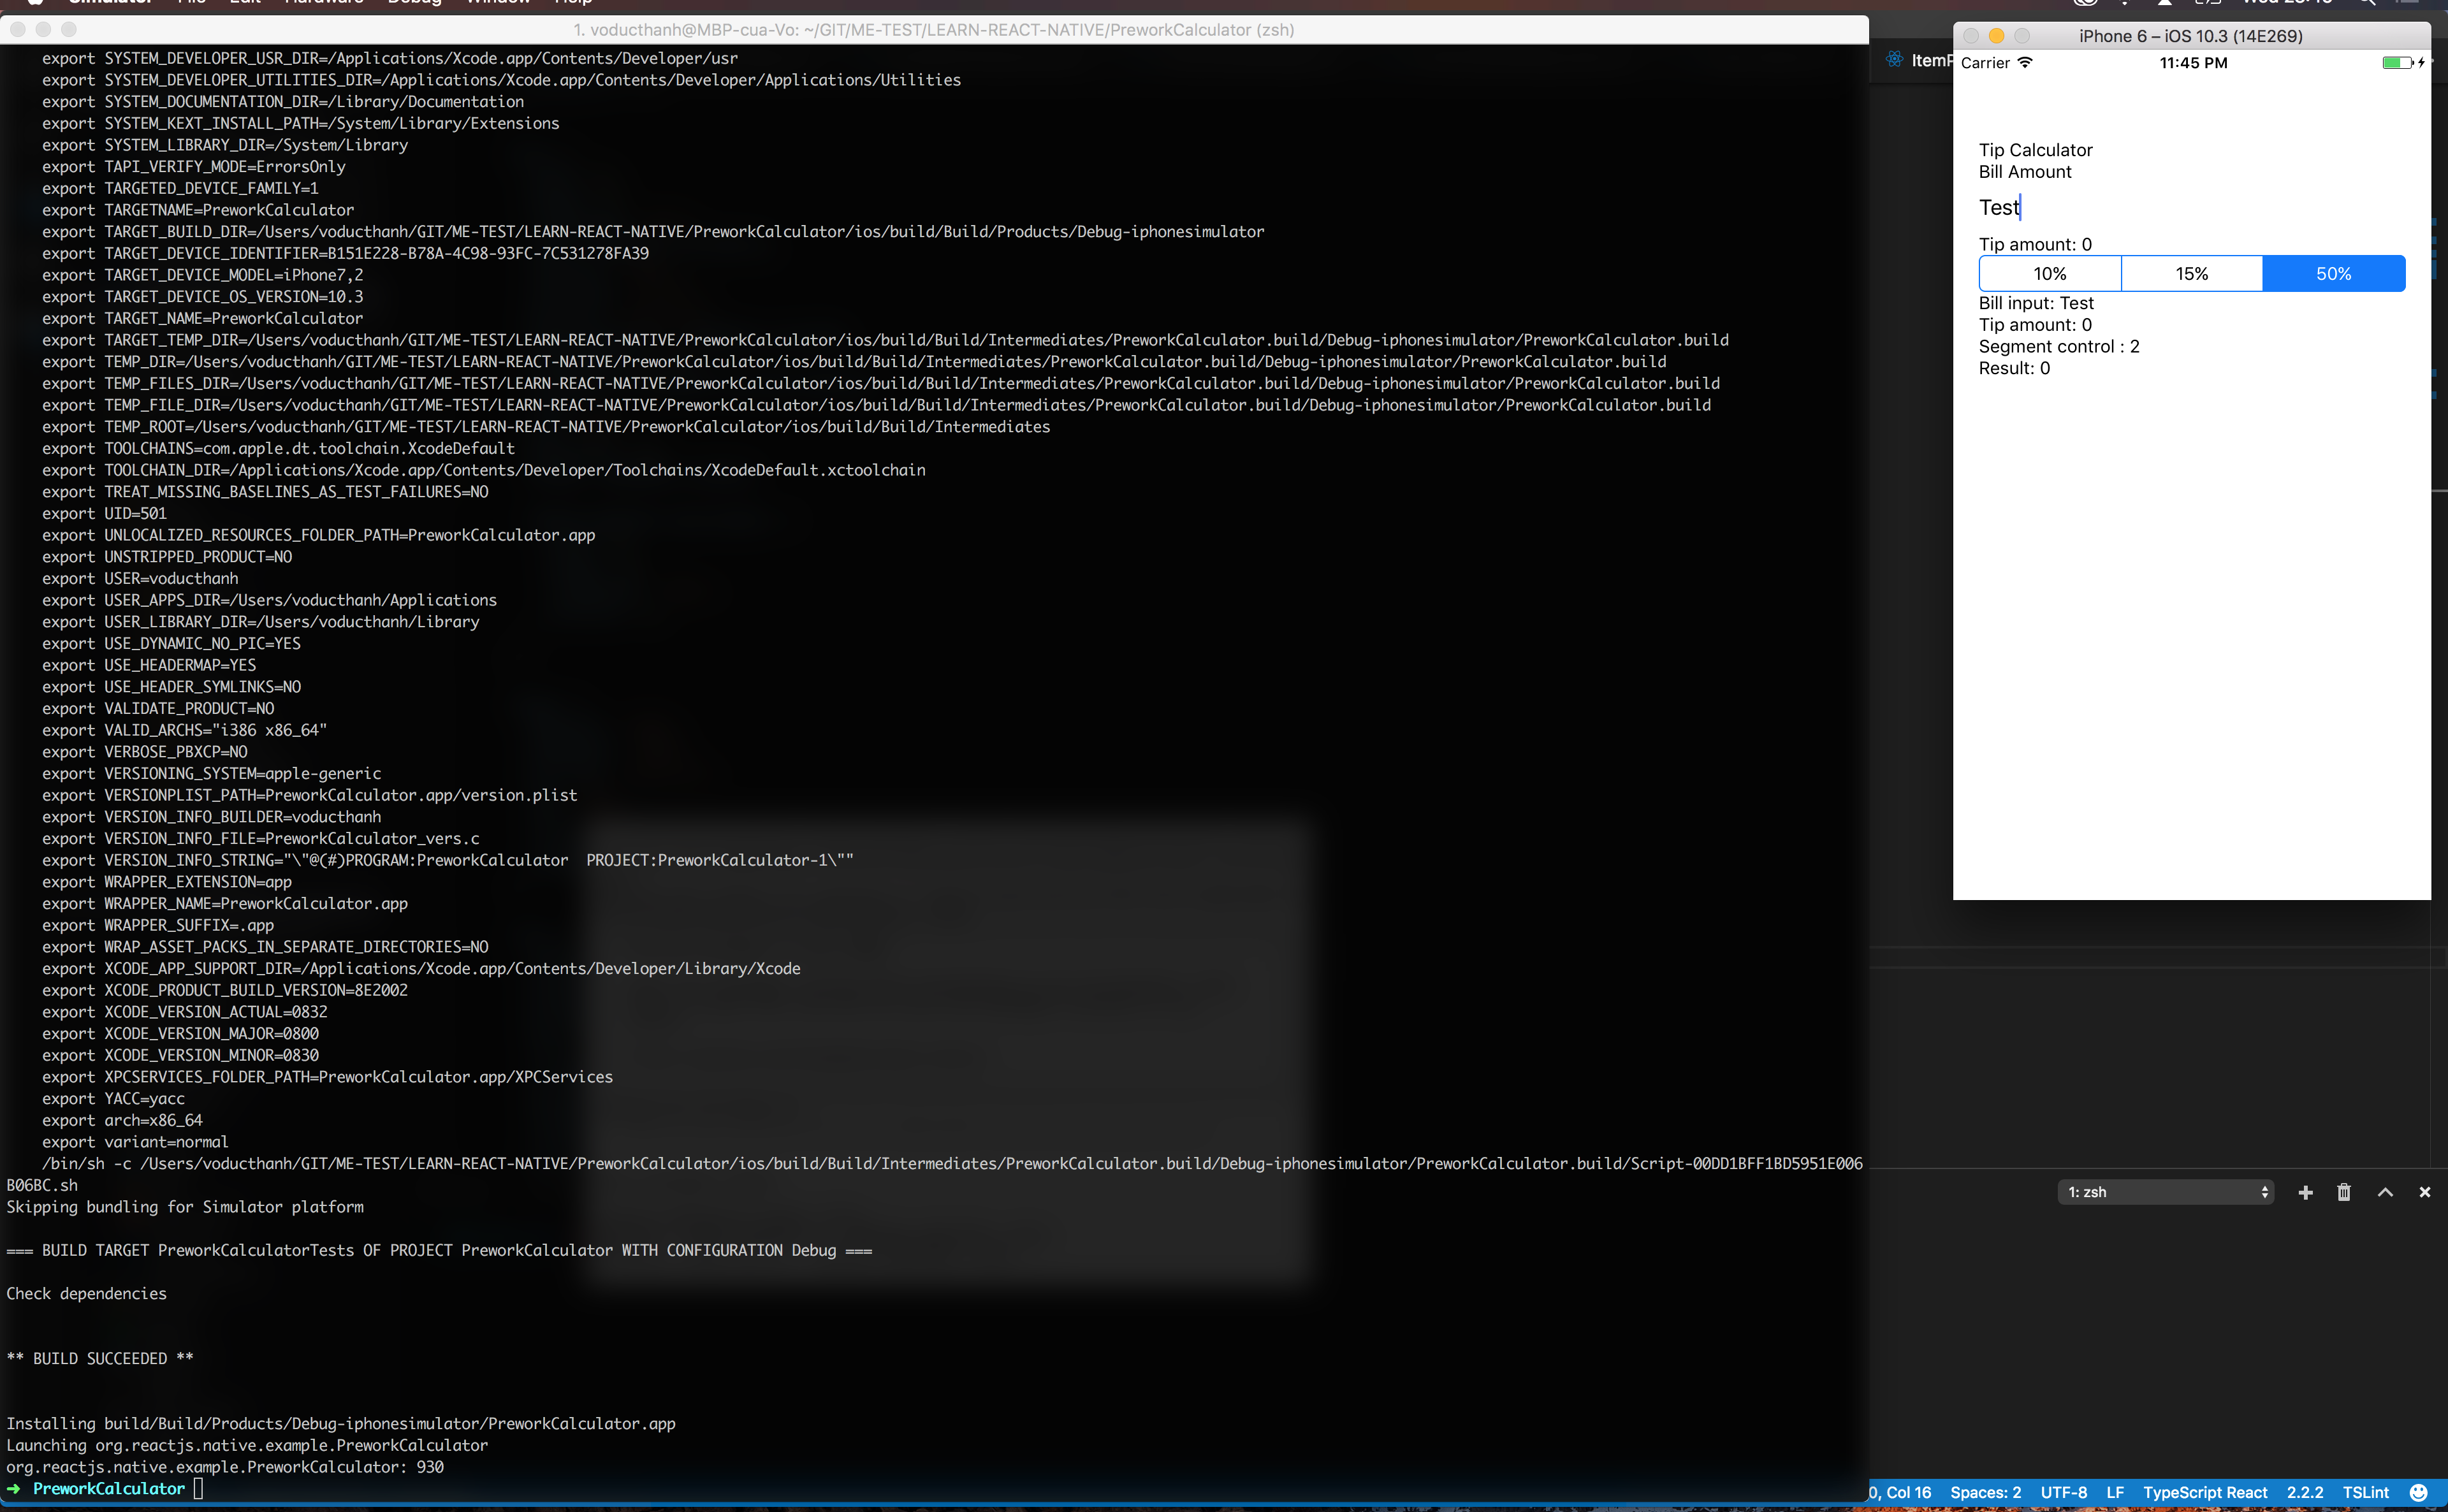 Simulator File Edit Hardware Debug Window Help
1. voducthanh@MBP-cua-Vo: ~/GIT/ME-TEST/LEARN-REACT-NATIVE/PreworkCalculator (zsh)
export SYSTEM_DEVELOPER_USR_DIR=/Applications/Xcode.app/Contents/Developer/usr
export SYSTEM_DEVELOPER_UTILITIES_DIR=/Applications/Xcode.app/Contents/Developer/Applications/Utilities
export SYSTEM_DOCUMENTATION_DIR=/Library/Documentation
export SYSTEM_KEXT_INSTALL_PATH=/System/Library/Extensions
export SYSTEM_LIBRARY_DIR=/System/Library
export TAPI_VERIFY_MODE=ErrorsOnly
export TARGETED_DEVICE_FAMILY=1
export TARGETNAME=PreworkCalculator
export TARGET_BUILD_DIR=/Users/voducthanh/GIT/ME-TEST/LEARN-REACT-NATIVE/PreworkCalculator/ios/build/Build/Products/Debug-iphonesimulator
export TARGET_DEVICE_IDENTIFIER=B151E228-B78A-4C98-93FC-7C531278FA39
export TARGET_DEVICE_MODEL=iPhone7,2
export TARGET_DEVICE_OS_VERSION=10.3
export TARGET_NAME=PreworkCalculator
export TARGET_TEMP_DIR=/Users/voducthanh/GIT/ME-TEST/LEARN-REACT-NATIVE/PreworkCalculator/ios/build/Build/Intermediates/PreworkCalculator.build/Debug-iphonesimulator/PreworkCalculator.build
export TEMP_DIR=/Users/voducthanh/GIT/ME-TEST/LEARN-REACT-NATIVE/PreworkCalculator/ios/build/Build/Intermediates/PreworkCalculator.build/Debug-iphonesimulator/PreworkCalculator.build
export TEMP_FILES_DIR=/Users/voducthanh/GIT/ME-TEST/LEARN-REACT-NATIVE/PreworkCalculator/ios/build/Build/Intermediates/PreworkCalculator.build/Debug-iphonesimulator/PreworkCalculator.build
export TEMP_FILE_DIR=/Users/voducthanh/GIT/ME-TEST/LEARN-REACT-NATIVE/PreworkCalculator/ios/build/Build/Intermediates/PreworkCalculator.build/Debug-iphonesimulator/PreworkCalculator.build
export TEMP_ROOT=/Users/voducthanh/GIT/ME-TEST/LEARN-REACT-NATIVE/PreworkCalculator/ios/build/Build/Intermediates
export TOOLCHAINS=com.apple.dt.toolchain.XcodeDefault
export TOOLCHAIN_DIR=/Applications/Xcode.app/Contents/Developer/Toolchains/XcodeDefault.xctoolchain
export TREAT_MISSING_BASELINES_AS_TEST_FAILURES=NO
export UID=501
export UNLOCALIZED_RESOURCES_FOLDER_PATH=PreworkCalculator.app
export UNSTRIPPED_PRODUCT=NO
export USER=voducthanh
export USER_APPS_DIR=/Users/voducthanh/Applications
export USER_LIBRARY_DIR=/Users/voducthanh/Library
export USE_DYNAMIC_NO_PIC=YES
export USE_HEADERMAP=YES
export USE_HEADER_SYMLINKS=NO
export VALIDATE_PRODUCT=NO
export VALID_ARCHS="i386 x86_64"
export VERBOSE_PBXCP=NO
export VERSIONING_SYSTEM=apple-generic
export VERSIONPLIST_PATH=PreworkCalculator.app/version.plist
export VERSION_INFO_BUILDER=voducthanh
export VERSION_INFO_FILE=PreworkCalculator_vers.c
export VERSION_INFO_STRING="\"@(#)PROGRAM:PreworkCalculator  PROJECT:PreworkCalculator-1\""
export WRAPPER_EXTENSION=app
export WRAPPER_NAME=PreworkCalculator.app
export WRAPPER_SUFFIX=.app
export WRAP_ASSET_PACKS_IN_SEPARATE_DIRECTORIES=NO
export XCODE_APP_SUPPORT_DIR=/Applications/Xcode.app/Contents/Developer/Library/Xcode
export XCODE_PRODUCT_BUILD_VERSION=8E2002
export XCODE_VERSION_ACTUAL=0832
export XCODE_VERSION_MAJOR=0800
export XCODE_VERSION_MINOR=0830
export XPCSERVICES_FOLDER_PATH=PreworkCalculator.app/XPCServices
export YACC=yacc
export arch=x86_64
export variant=normal
/bin/sh -c /Users/voducthanh/GIT/ME-TEST/LEARN-REACT-NATIVE/PreworkCalculator/ios/build/Build/Intermediates/PreworkCalculator.build/Debug-iphonesimulator/PreworkCalculator.build/Script-00DD1BFF1BD5951E006
B06BC.sh
Skipping bundling for Simulator platform
=== BUILD TARGET PreworkCalculatorTests OF PROJECT PreworkCalculator WITH CONFIGURATION Debug ===
Check dependencies
** BUILD SUCCEEDED **
Installing build/Build/Products/Debug-iphonesimulator/PreworkCalculator.app
Launching org.reactjs.native.example.PreworkCalculator
org.reactjs.native.example.PreworkCalculator: 930
➜ PreworkCalculator
ItemP
iPhone 6 – iOS 10.3 (14E269)
Carrier 11:45 PM
Tip Calculator
Bill Amount
Test
Tip amount: 0
10% 15% 50%
Bill input: Test
Tip amount: 0
Segment control : 2
Result: 0
1: zsh
0, Col 16 Spaces: 2 UTF-8 LF TypeScript React 2.2.2 TSLint